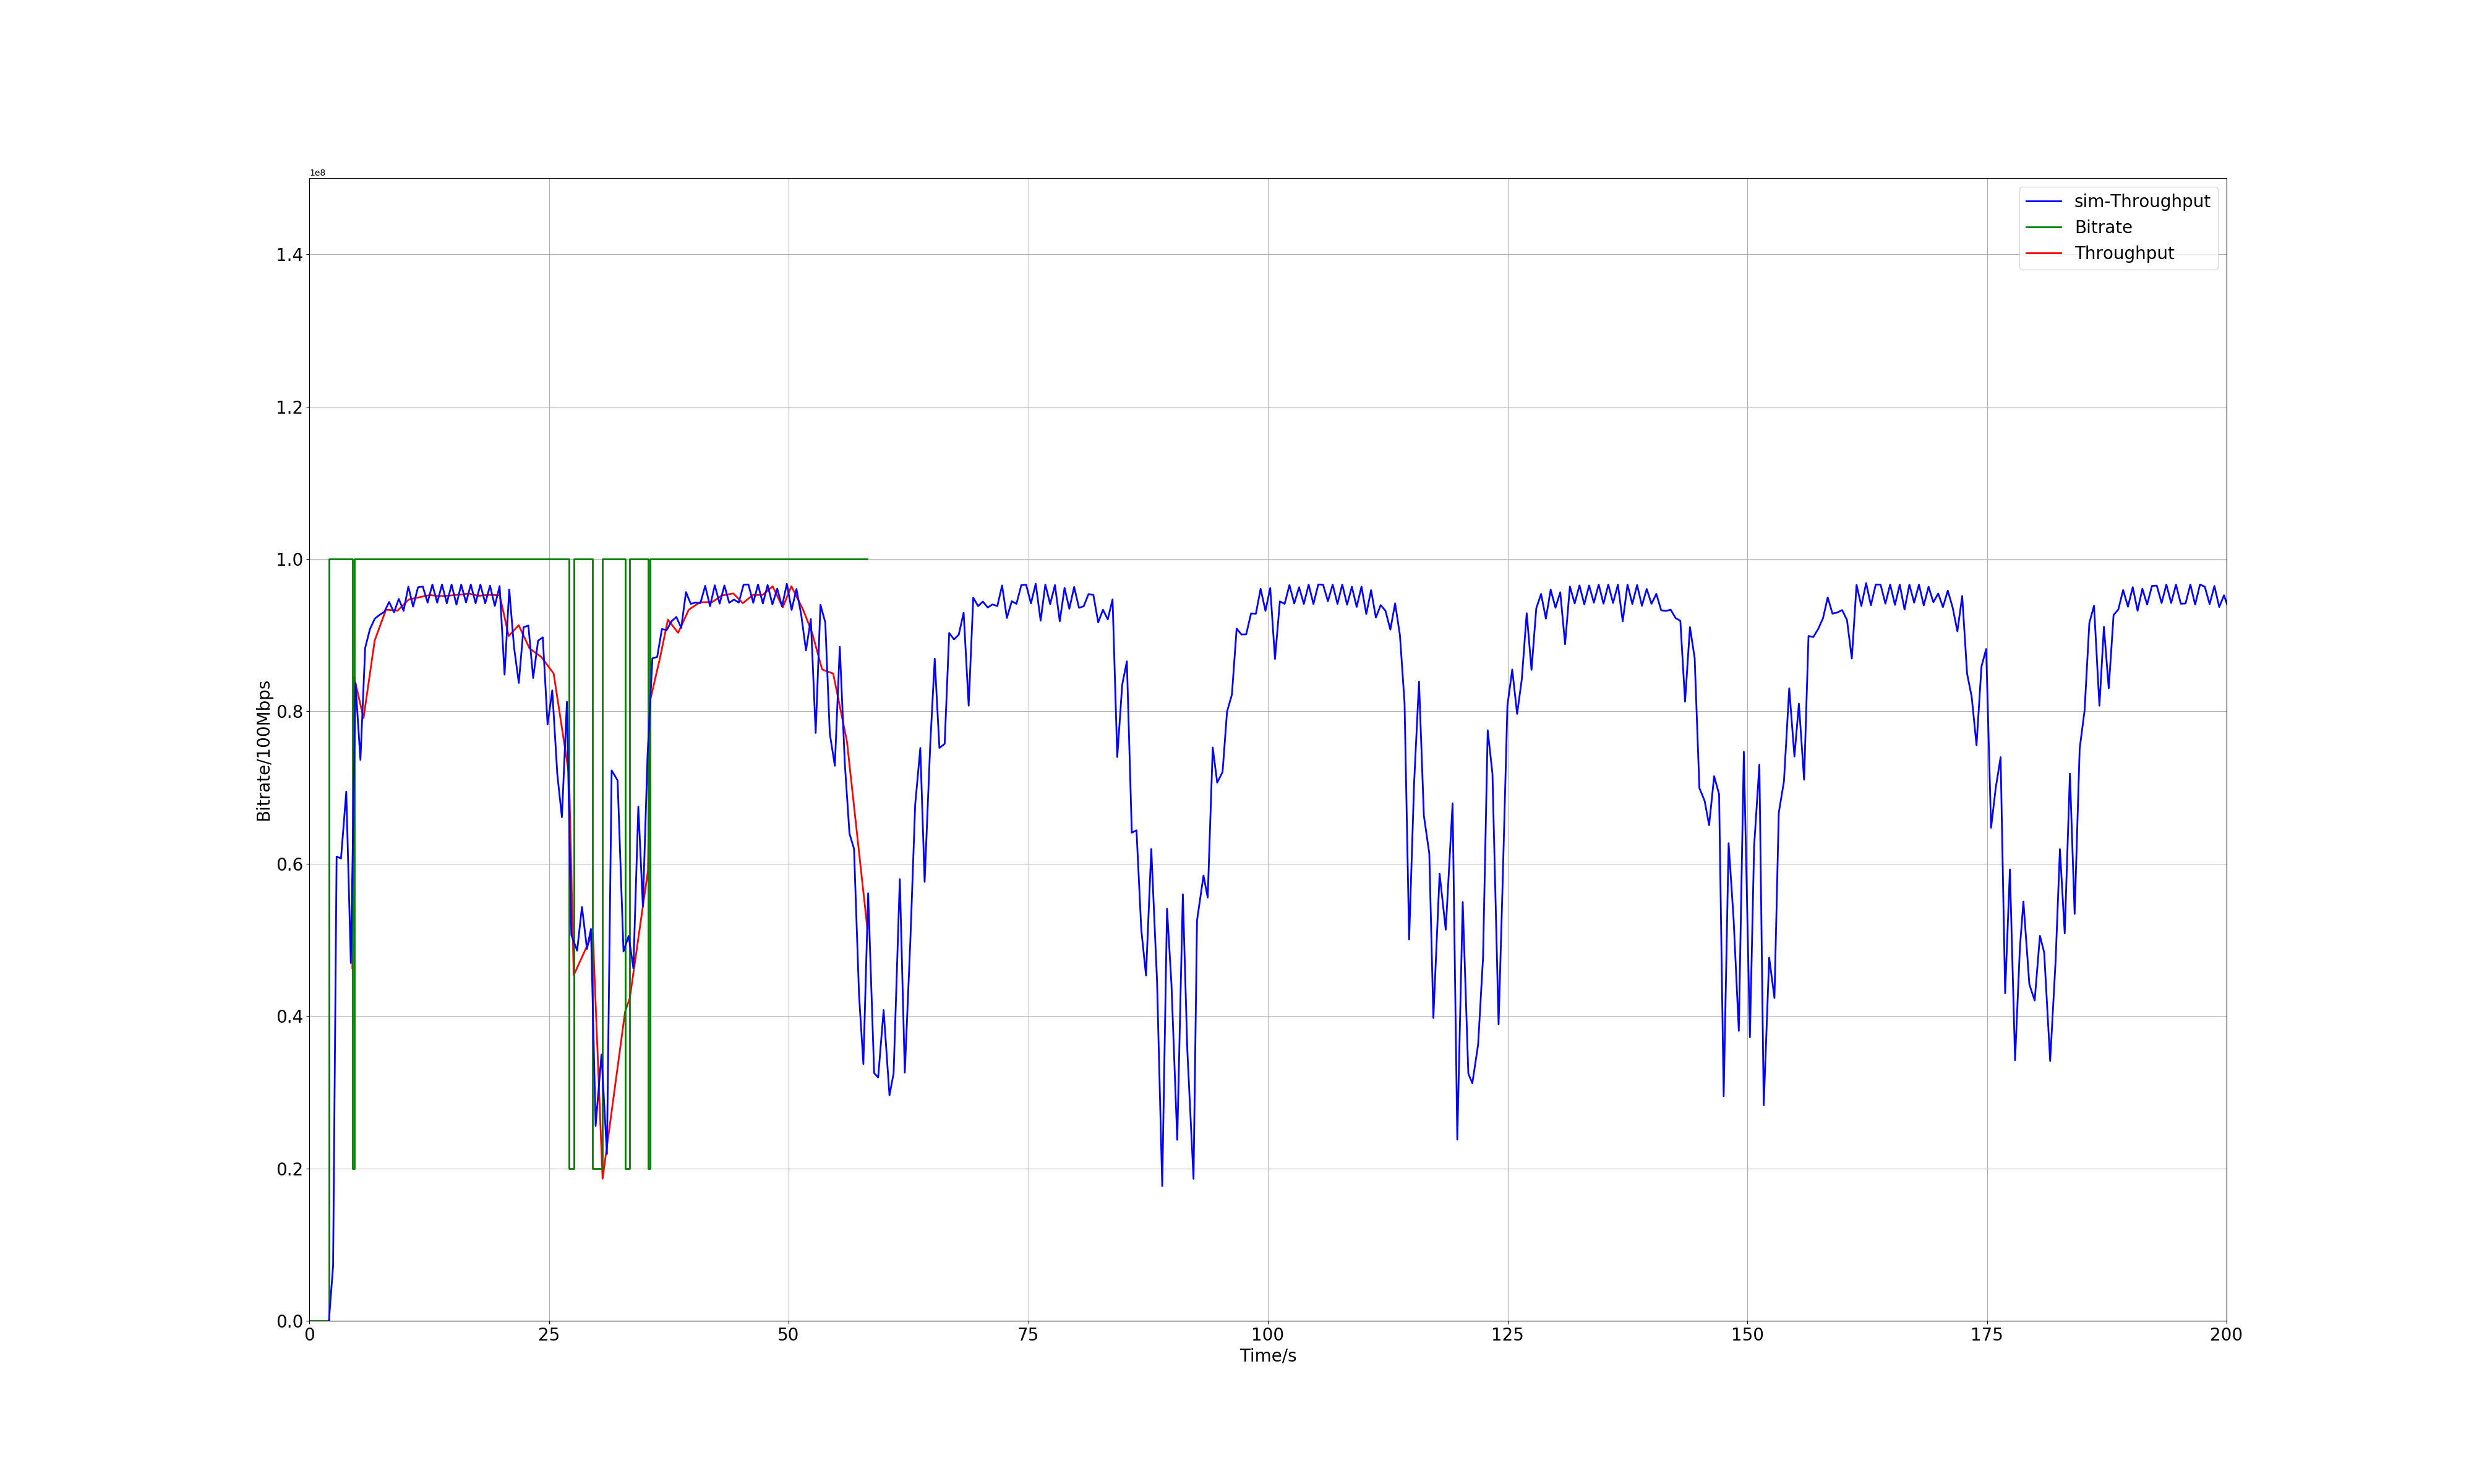 1e8
sim-Throughput
Bitrate
Throughput
1.4
1.2
1.0
0.8
0.6
0.4
0.2
0.0
Bitrate/100Mbps
0 25 50 75 100 125 150 175 200
Time/s